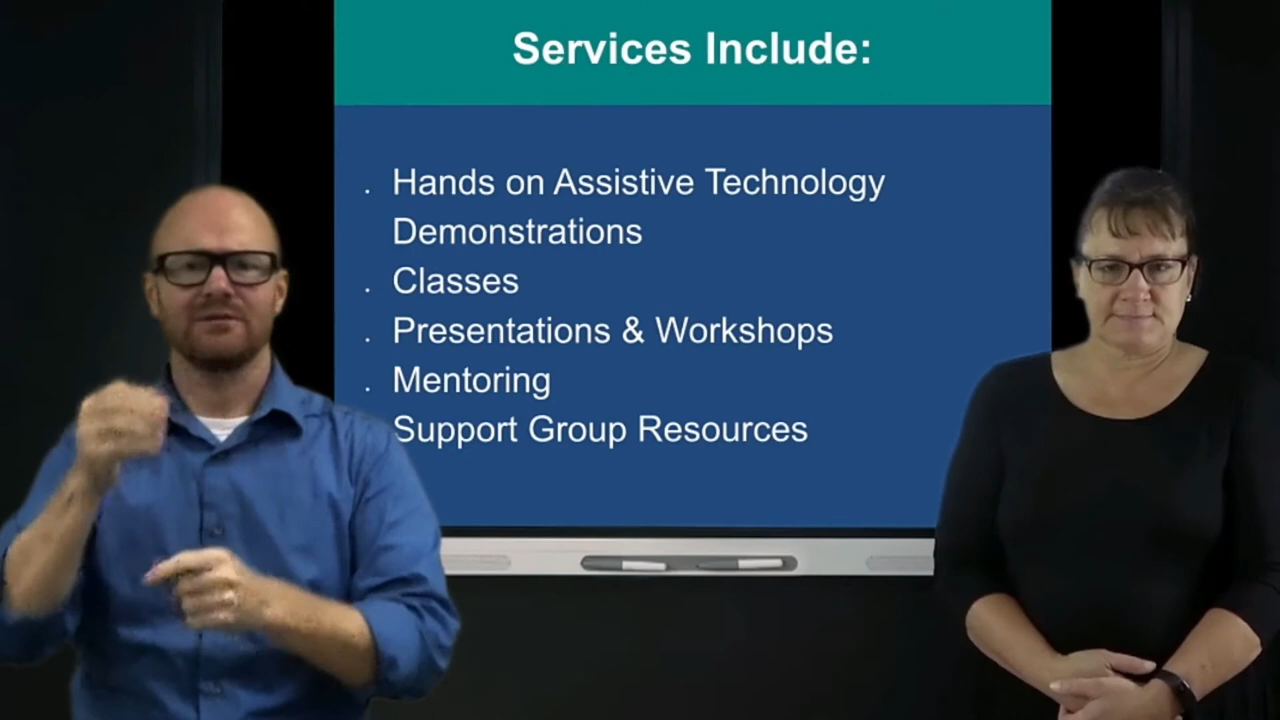 Services Include:
. Hands on Assistive Technology
Demonstrations
. Classes
. Presentations & Workshops
. Mentoring
Support Group Resources